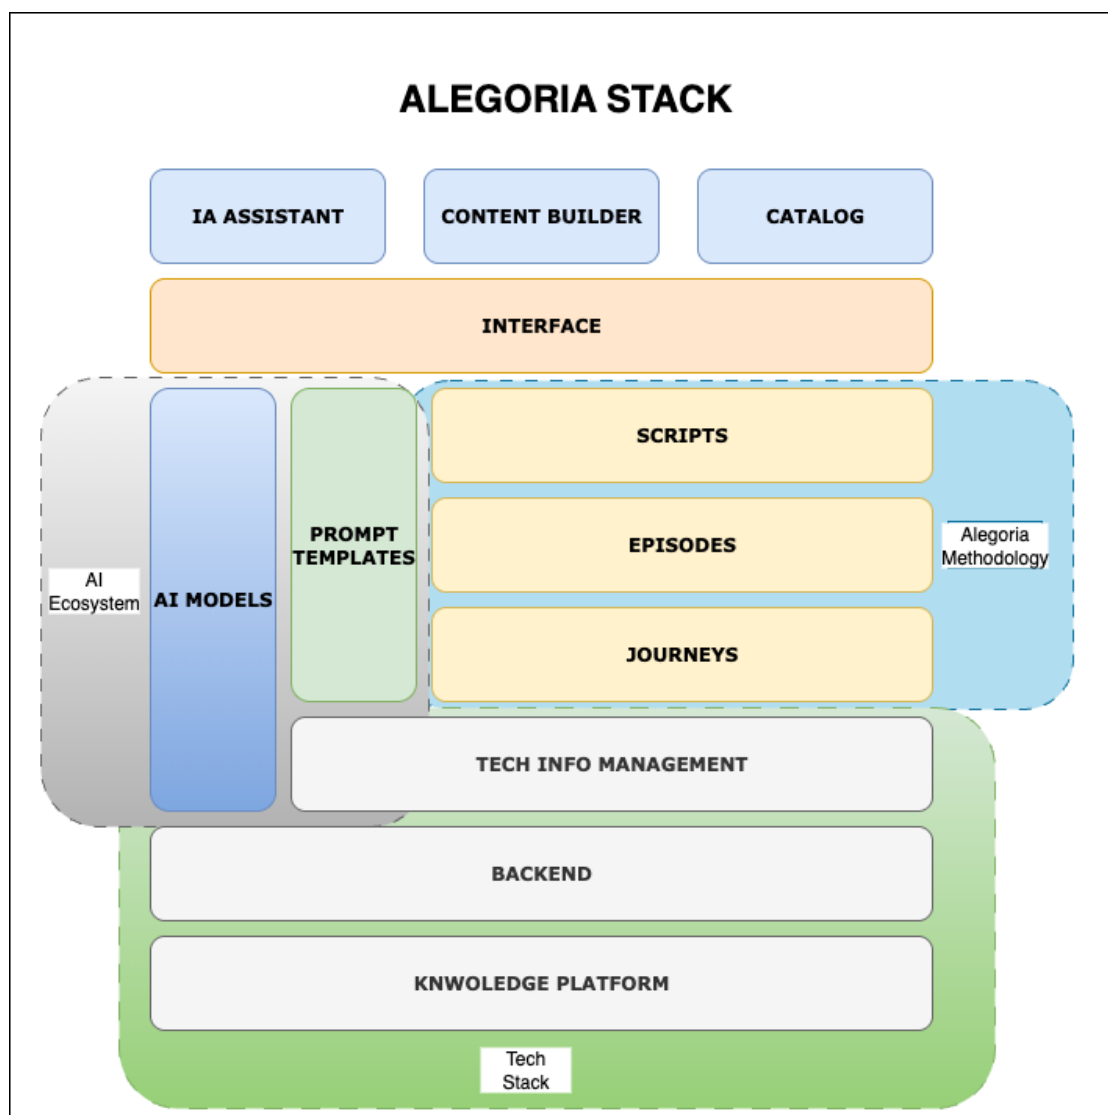 ALEGORIA STACK
IA ASSISTANT
CONTENT BUILDER
CATALOG
INTERFACE
SCRIPTS
PROMPT
TEMPLATES
EPISODES
Alegoria
Methodology
AI
Ecosystem
AI MODELS
JOURNEYS
TECH INFO MANAGEMENT
BACKEND
KNWOLEDGE PLATFORM
Tech
Stack